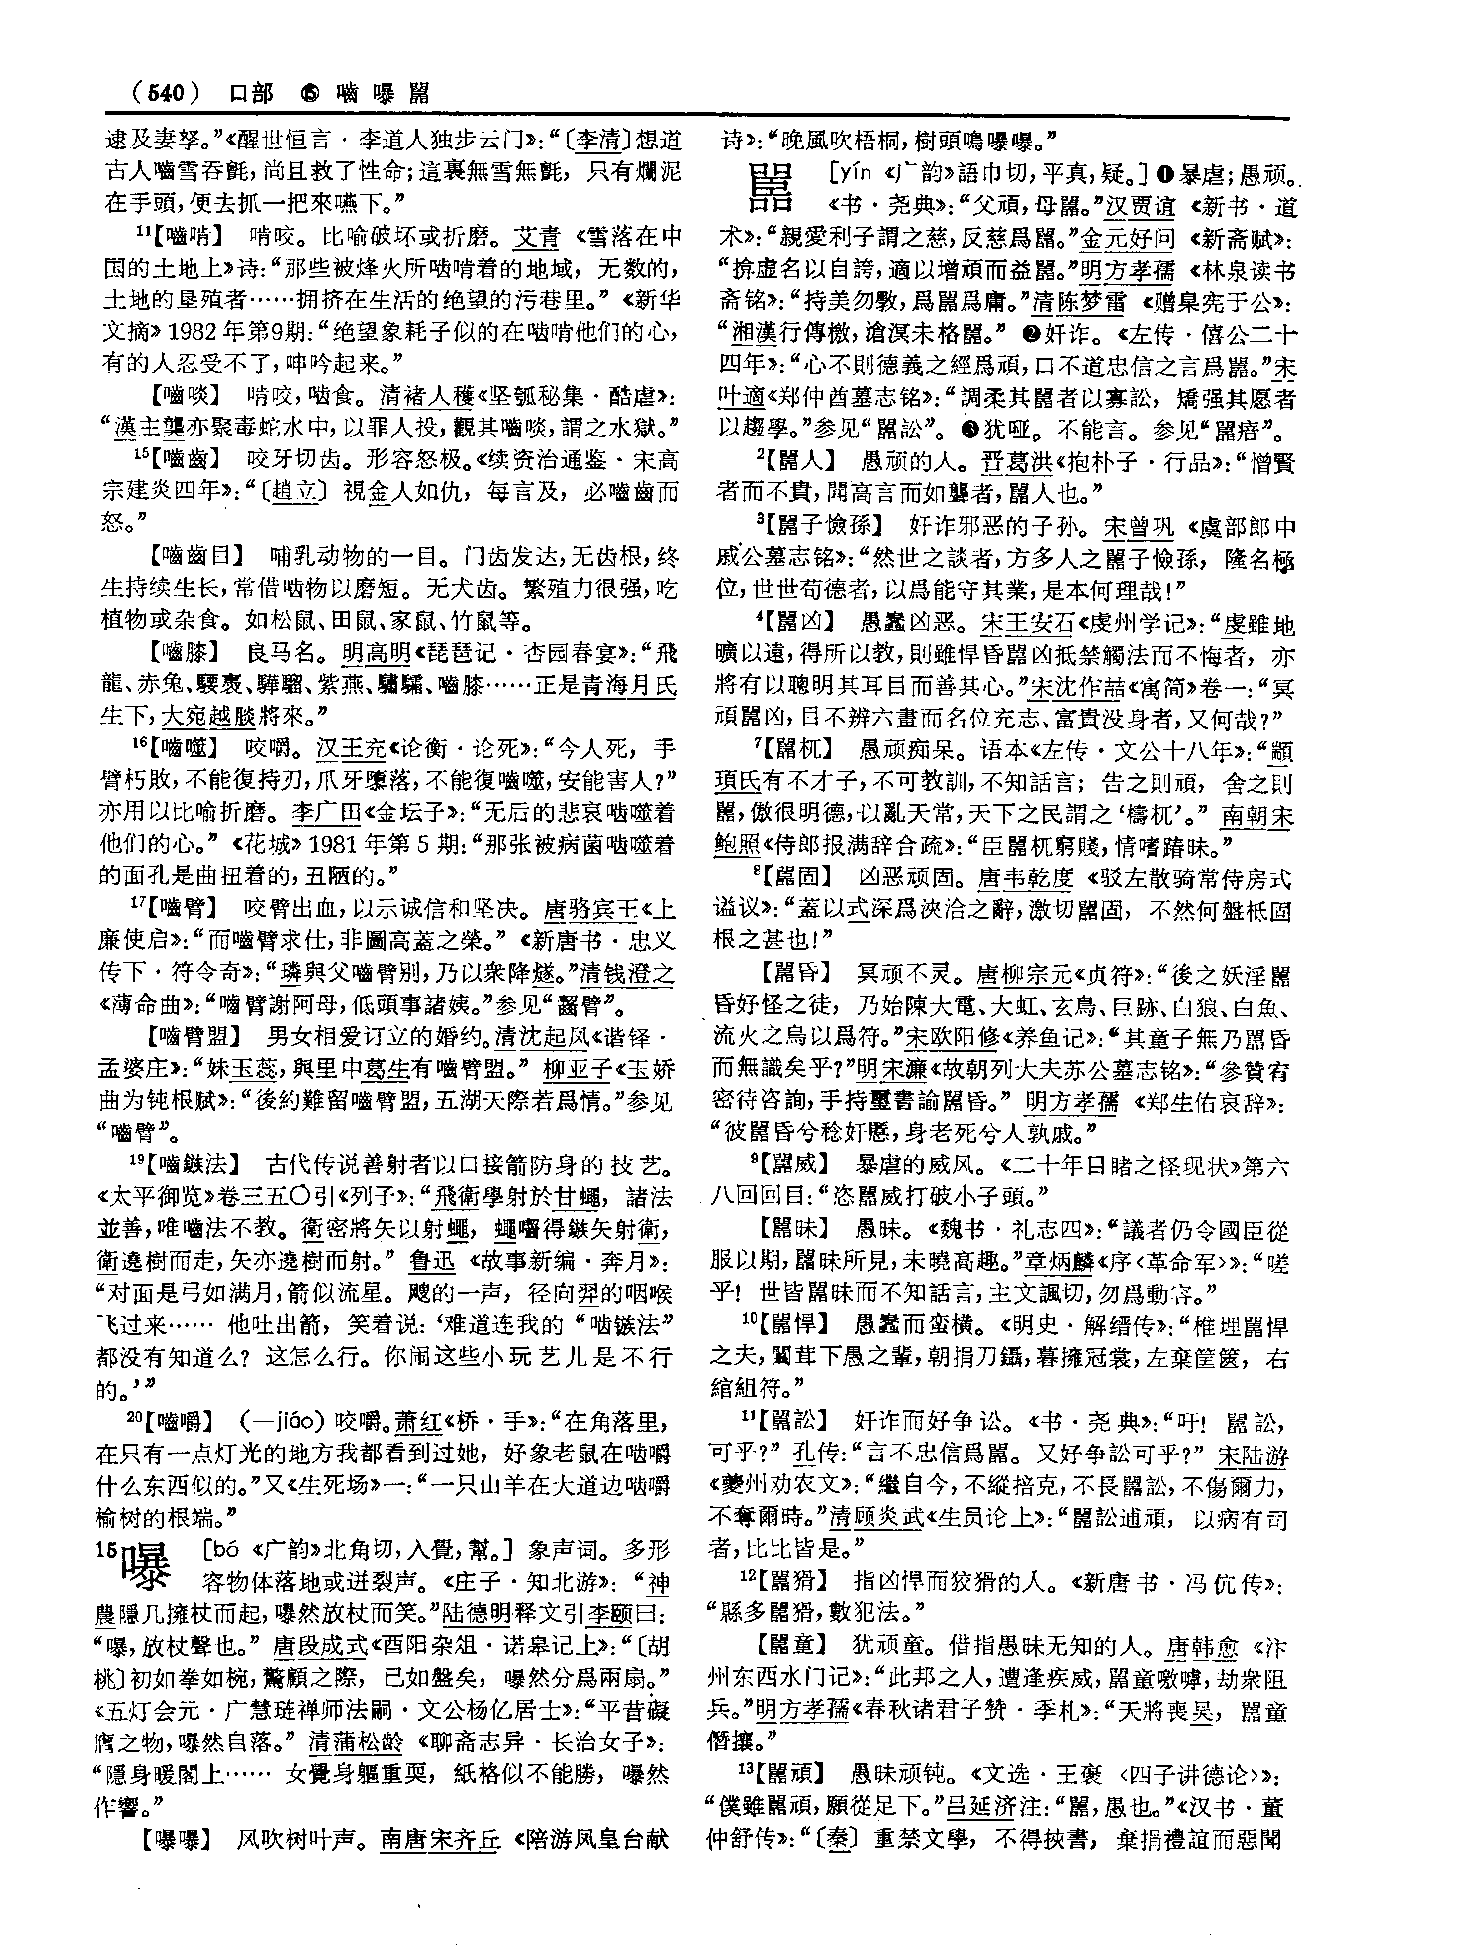 （540） 口部 ⑮ 嚙 嚗 嚚
逮及妻孥。”《醒世恒言·李道人独步云门》：“〔李清〕想道
古人嚙雪吞氈，尚且救了性命；這裏無雪無氈，只有爛泥
在手頭，便去抓一把來嚥下。”
11【嚙啃】 啃咬。比喻破坏或折磨。艾青《雪落在中
国的土地上》诗：“那些被烽火所啮啃着的地域，无数的，
土地的垦殖者……拥挤在生活的绝望的污巷里。”《新华
文摘》1982年第9期：“绝望象耗子似的在啮啃他们的心，
有的人忍受不了，呻吟起来。”
【嚙啖】 啃咬，啮食。清褚人穫《坚瓠秘集·酷虐》：
“漢主龑亦聚毒蛇水中，以罪人投，觀其嚙啖，謂之水獄。”
15【嚙齒】 咬牙切齿。形容怒极。《续资治通鉴·宋高
宗建炎四年》：“〔趙立〕視金人如仇，每言及，必嚙齒而
怒。”
【嚙齒目】 哺乳动物的一目。门齿发达，无齿根，终
生持续生长，常借啮物以磨短。无犬齿。繁殖力很强，吃
植物或杂食。如松鼠、田鼠、家鼠、竹鼠等。
【嚙膝】 良马名。明高明《琵琶记·杏园春宴》：“飛
龍、赤兔、騕褭、驊騮、紫燕、驌驦、嚙膝……正是青海月氏
生下，大宛越賧將來。”
16【嚙噬】 咬嚼。汉王充《论衡·论死》：“今人死，手
臂朽敗，不能復持刃，爪牙隳落，不能復嚙噬，安能害人？”
亦用以比喻折磨。李广田《金坛子》：“无后的悲哀啮噬着
他们的心。”《花城》1981年第5期：“那张被病菌啮噬着
的面孔是曲扭着的，丑陋的。”
17【嚙臂】 咬臂出血，以示诚信和坚决。唐骆宾王《上
廉使启》：“而嚙臂求仕，非圖高蓋之榮。”《新唐书·忠义
传下·符令奇》：“璘與父嚙臂别，乃以衆降燧。”清钱澄之
《薄命曲》：“嚙臂謝阿母，低頭事諸姨。”参见“齧臂”。
【嚙臂盟】 男女相爱订立的婚约。清沈起凤《谐铎·
孟婆庄》：“妹玉蕊，與里中葛生有嚙臂盟。”柳亚子《玉娇
曲为钝根赋》：“後約難留嚙臂盟，五湖天際若爲情。”参见
“嚙臂”。
19【嚙鏃法】 古代传说善射者以口接箭防身的技艺。
《太平御览》卷三五〇引《列子》：“飛衛學射於甘蠅，諸法
並善，唯嚙法不教。衛密將矢以射蠅，蠅嚙得鏃矢射衛，
衛遶樹而走，矢亦遶樹而射。”鲁迅《故事新编·奔月》：
“对面是弓如满月，箭似流星。飕的一声，径向羿的咽喉
飞过来…… 他吐出箭，笑着说：‘难道连我的“啮镞法”
都没有知道么？这怎么行。你闹这些小玩艺儿是不行
的。’”
20【嚙嚼】 （—jiáo）咬嚼。萧红《桥·手》：“在角落里，
在只有一点灯光的地方我都看到过她，好象老鼠在啮嚼
什么东西似的。”又《生死场》一：“一只山羊在大道边啮嚼
榆树的根端。”
15嚗 ［bó 《广韵》北角切，入覺，幫。］象声词。多形
容物体落地或迸裂声。《庄子·知北游》：“神
農隱几擁杖而起，嚗然放杖而笑。”陆德明释文引李颐曰：
“嚗，放杖聲也。”唐段成式《酉阳杂俎·诺皋记上》：“〔胡
桃〕初如拳如椀，驚顧之際，已如盤矣，嚗然分爲兩扇。”
《五灯会元·广慧琏禅师法嗣·文公杨亿居士》：“平昔礙
膺之物，嚗然自落。”清蒲松龄《聊斋志异·长治女子》：
“隱身暖閣上…… 女覺身軀重耎，紙格似不能勝，嚗然
作響。”
【嚗嚗】 风吹树叶声。南唐宋齐丘《陪游凤皇台献
诗》：“晚風吹梧桐，樹頭鳴嚗嚗。”
嚚 ［yín 《广韵》語巾切，平真，疑。］❶暴虐；愚顽。
《书·尧典》：“父頑，母嚚。”汉贾谊《新书·道
术》：“親愛利子謂之慈，反慈爲嚚。”金元好问《新斋赋》：
“揜虛名以自誇，適以增頑而益嚚。”明方孝孺《林泉读书
斋铭》：“持美勿斁，爲嚚爲庸。”清陈梦雷《赠臬宪于公》：
“湘漢行傳檄，滄溟未格嚚。” ❷奸诈。《左传·僖公二十
四年》：“心不則德義之經爲頑，口不道忠信之言爲嚚。”宋
叶適《郑仲酉墓志铭》：“調柔其嚚者以寡訟，矯强其愿者
以趨學。”参见“嚚訟”。❸犹哑。不能言。参见“嚚瘖”。
2【嚚人】 愚顽的人。晋葛洪《抱朴子·行品》：“憎賢
者而不貴，聞高言而如聾者，嚚人也。”
3【嚚子憸孫】 奸诈邪恶的子孙。宋曾巩《虞部郎中
戚公墓志铭》：“然世之談者，方多人之嚚子憸孫，隆名極
位，世世苟德者，以爲能守其業，是本何理哉！”
4【嚚凶】 愚蠢凶恶。宋王安石《虔州学记》：“虔雖地
曠以遠，得所以教，則雖悍昏嚚凶抵禁觸法而不悔者，亦
將有以聰明其耳目而善其心。”宋沈作喆《寓简》卷一：“冥
頑嚚凶，目不辨六畫而名位充志、富貴没身者，又何哉？”
7【嚚杌】 愚顽痴呆。语本《左传·文公十八年》：“顓
頊氏有不才子，不可教訓，不知話言；告之則頑，舍之則
嚚，傲很明德，以亂天常，天下之民謂之‘檮杌’。”南朝宋
鲍照《侍郎报满辞合疏》：“臣嚚杌窮賤，情嗜踳昧。”
8【嚚固】 凶恶顽固。唐韦乾度《驳左散骑常侍房式
谥议》：“蓋以式深爲浹洽之辭，激切嚚固，不然何盤柢固
根之甚也！”
【嚚昏】 冥顽不灵。唐柳宗元《贞符》：“後之妖淫嚚
昏好怪之徒，乃始陳大電、大虹、玄鳥、巨跡、白狼、白魚、
流火之烏以爲符。”宋欧阳修《养鱼记》：“其童子無乃嚚昏
而無識矣乎？”明宋濂《故朝列大夫苏公墓志铭》：“參贊宥
密待咨詢，手持璽書諭嚚昏。”明方孝孺《郑生佑哀辞》：
“彼嚚昏兮稔奸慝，身老死兮人孰戚。”
9【嚚威】 暴虐的威风。《二十年目睹之怪现状》第六
八回回目：“恣嚚威打破小子頭。”
【嚚昧】 愚昧。《魏书·礼志四》：“議者仍令國臣從
服以期，嚚昧所見，未曉高趣。”章炳麟《序〈革命军〉》：“嗟
乎！世皆嚚昧而不知話言，主文諷切，勿爲動容。”
10【嚚悍】 愚蠢而蛮横。《明史·解缙传》：“椎埋嚚悍
之夫，闒茸下愚之輩，朝捐刀鑷，暮擁冠裳，左棄筐篋，右
綰組符。”
11【嚚訟】 奸诈而好争讼。《书·尧典》：“吁！嚚訟，
可乎？”孔传：“言不忠信爲嚚。又好争訟可乎？”宋陆游
《夔州劝农文》：“繼自今，不縱掊克，不長嚚訟，不傷爾力，
不奪爾時。”清顾炎武《生员论上》：“嚚訟逋頑，以病有司
者，比比皆是。”
12【嚚猾】 指凶悍而狡猾的人。《新唐书·冯伉传》：
“縣多嚚猾，數犯法。”
【嚚童】 犹顽童。借指愚昧无知的人。唐韩愈《汴
州东西水门记》：“此邦之人，遭逢疾威，嚚童噭嘑，劫衆阻
兵。”明方孝孺《春秋诸君子赞·季札》：“天將喪吴，嚚童
僭攘。”
13【嚚頑】 愚昧顽钝。《文选·王褒〈四子讲德论〉》：
“僕雖嚚頑，願從足下。”吕延济注：“嚚，愚也。”《汉书·董
仲舒传》：“〔秦〕重禁文學，不得挾書，棄捐禮誼而惡聞